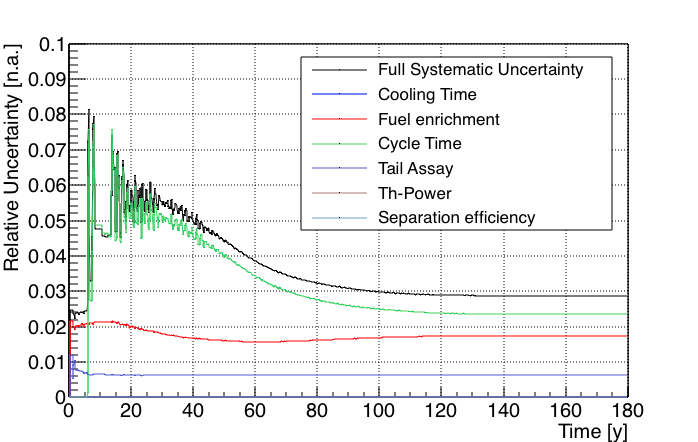 Relative Uncertainty [n.a.]
0.1
0.09
0.08
0.07
0.06
0.05
0.04
0.03
0.02
0.01
0
Full Systematic Uncertainty
Cooling Time
Fuel enrichment
Cycle Time
Tail Assay
Th-Power
Separation efficiency
0 20 40 60 80 100 120 140 160 180
Time [y]